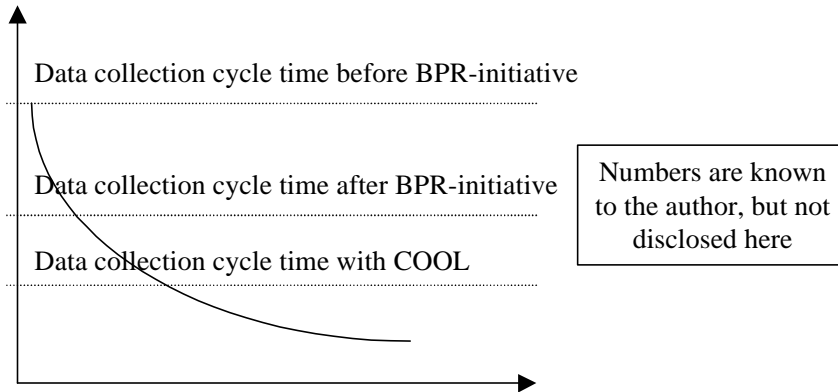 Data collection cycle time before BPR-initiative
Data collection cycle time after BPR-initiative
Data collection cycle time with COOL
Numbers are known
to the author, but not
disclosed here